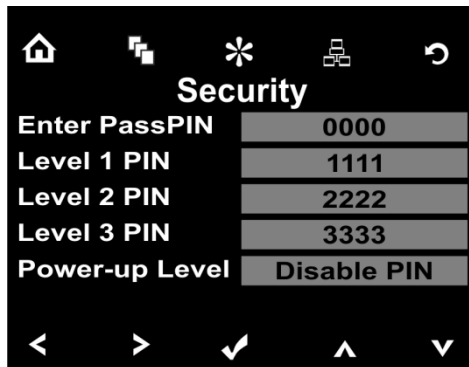 Security
Enter PassPIN 0000
Level 1 PIN 1111
Level 2 PIN 2222
Level 3 PIN 3333
Power-up Level Disable PIN